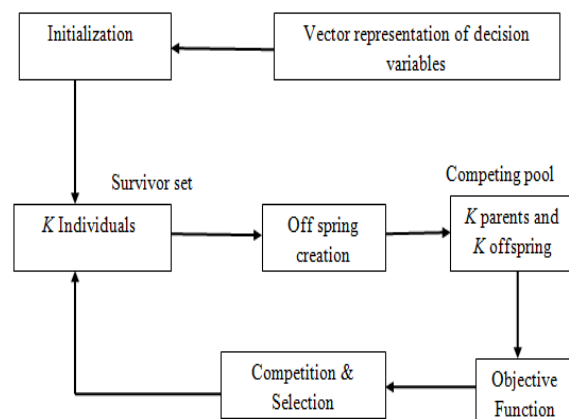 Initialization
Vector representation of decision
variables
Survivor set
Competing pool
K Individuals
Off spring
creation
K parents and
K offspring
Competition &
Selection
Objective
Function